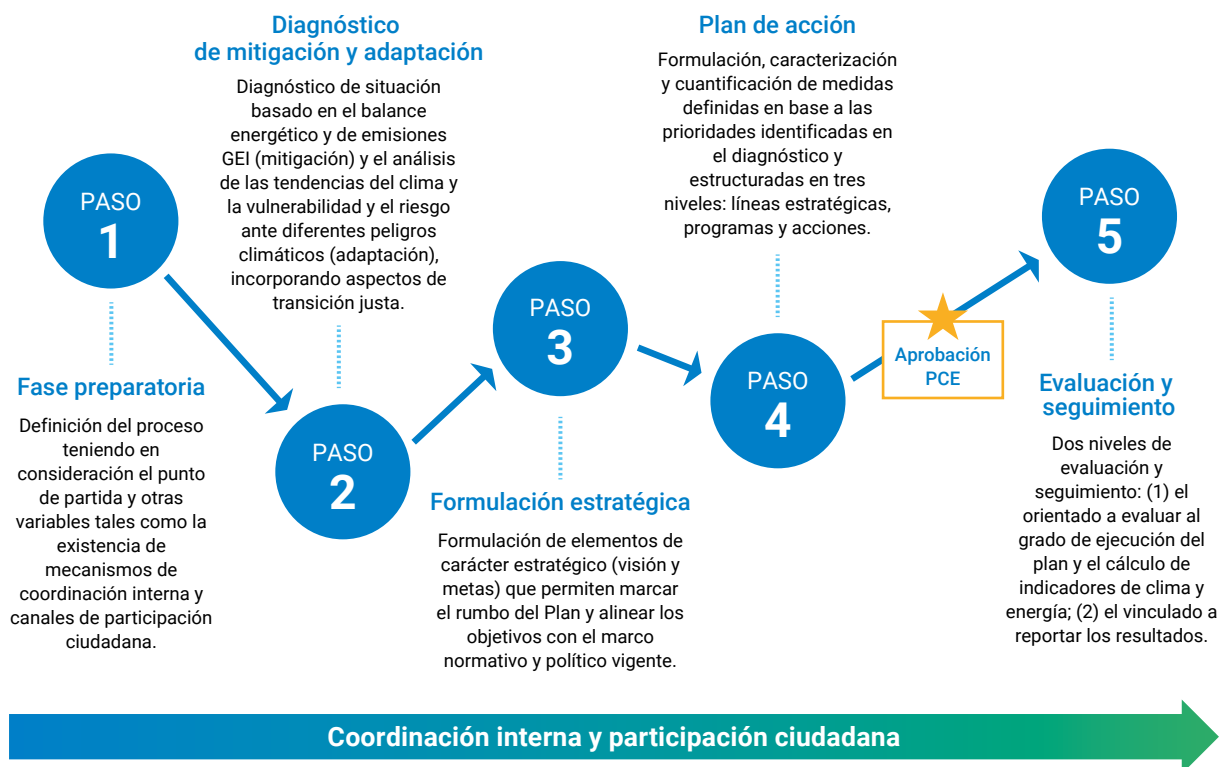 PASO
1
Fase preparatoria
Definición del proceso
teniendo en
consideración el punto
de partida y otras
variables tales como la
existencia de
mecanismos de
coordinación interna y
canales de participación
ciudadana.
Diagnóstico
de mitigación y adaptación
Diagnóstico de situación
basado en el balance
energético y de emisiones
GEI (mitigación) y el análisis
de las tendencias del clima y
la vulnerabilidad y el riesgo
ante diferentes peligros
climáticos (adaptación),
incorporando aspectos de
transición justa.
PASO
2
PASO
3
Formulación estratégica
Formulación de elementos de
carácter estratégico (visión y
metas) que permiten marcar
el rumbo del Plan y alinear los
objetivos con el marco
normativo y político vigente.
Plan de acción
Formulación, caracterización
y cuantificación de medidas
definidas en base a las
prioridades identificadas en
el diagnóstico y
estructuradas en tres
niveles: líneas estratégicas,
programas y acciones.
PASO
4
Aprobación
PCE
PASO
5
Evaluación y
seguimiento
Dos niveles de
evaluación y
seguimiento: (1) el
orientado a evaluar al
grado de ejecución del
plan y el cálculo de
indicadores de clima y
energía; (2) el vinculado a
reportar los resultados.
Coordinación interna y participación ciudadana